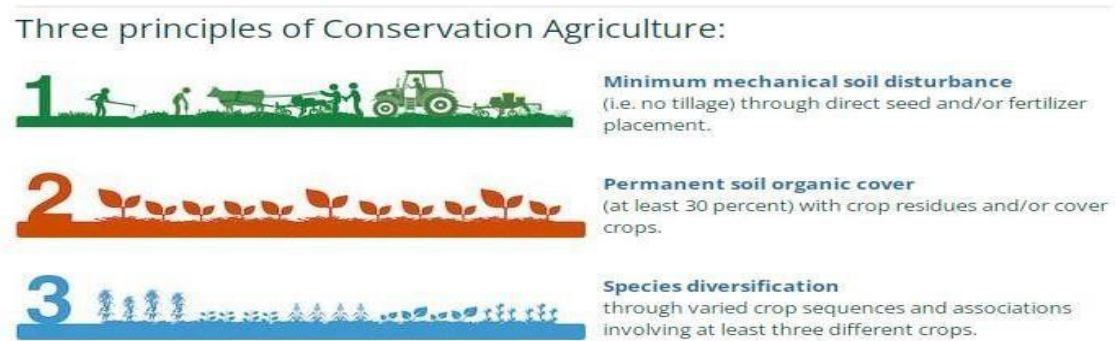 Three principles of Conservation Agriculture:
1
Minimum mechanical soil disturbance
(i.e. no tillage) through direct seed and/or fertilizer
placement.
2
Permanent soil organic cover
(at least 30 percent) with crop residues and/or cover
crops.
3
Species diversification
through varied crop sequences and associations
involving at least three different crops.